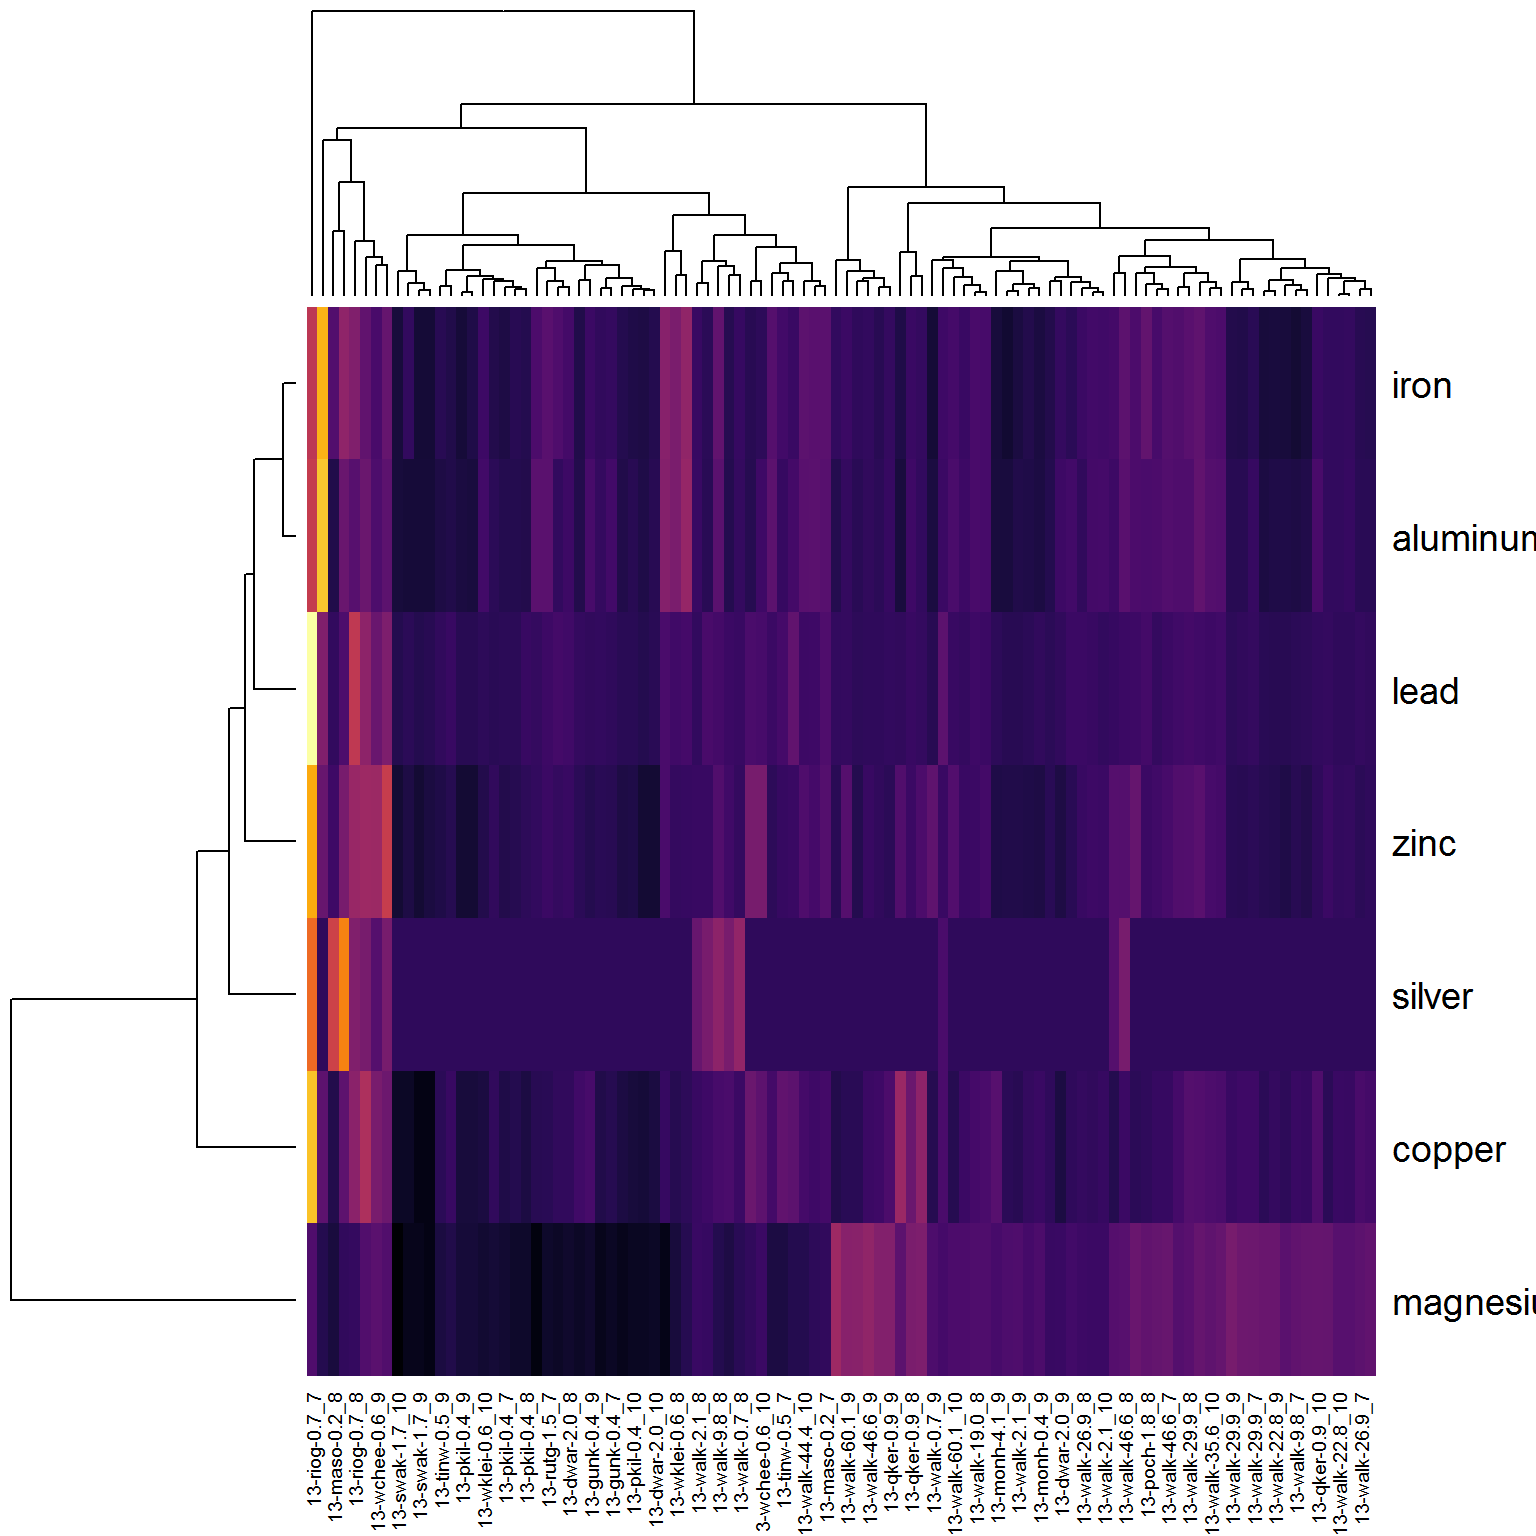 iron
aluminum
lead
zinc
silver
copper
magnesiu
13-riog-0.7_7
13-maso-0.2_8
13-riog-0.7_8
13-wchee-0.6_9
13-swak-1.7_10
13-swak-1.7_9
13-tinw-0.5_9
13-pkil-0.4_9
13-wklei-0.6_10
13-pkil-0.4_7
13-pkil-0.4_8
13-rutg-1.5_7
13-dwar-2.0_8
13-gunk-0.4_9
13-gunk-0.4_7
13-pkil-0.4_10
13-dwar-2.0_10
13-wklei-0.6_8
13-walk-2.1_8
13-walk-9.8_8
13-walk-0.7_8
3-wchee-0.6_10
13-tinw-0.5_7
13-walk-44.4_10
13-maso-0.2_7
13-walk-60.1_9
13-walk-46.6_9
13-qker-0.9_9
13-qker-0.9_8
13-walk-0.7_9
13-walk-60.1_10
13-walk-19.0_8
13-monh-4.1_9
13-walk-2.1_9
13-monh-0.4_9
13-dwar-2.0_9
13-walk-26.9_8
13-walk-2.1_10
13-walk-46.6_8
13-poch-1.8_8
13-walk-46.6_7
13-walk-29.9_8
13-walk-35.6_10
13-walk-29.9_9
13-walk-29.9_7
13-walk-22.8_9
13-walk-9.8_7
13-qker-0.9_10
13-walk-22.8_10
13-walk-26.9_7